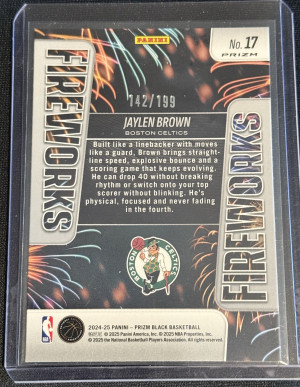 PANINI
No. 17
PRIZM
142/199
FIREWORKS
FIREWORKS
JAYLEN BROWN
BOSTON CELTICS
Built like a linebacker with moves
like a guard, Brown brings straight-
line speed, explosive bounce and a
scoring game that keeps evolving.
He can drop 40 without breaking
rhythm or switch onto your top
scorer without blinking. He's
physical, focused and never fading
in the fourth.
BOSTON
CELTICS
NBA
2024-25 PANINI – PRIZM BLACK BASKETBALL
© 2025 Panini America, Inc. © 2025 NBA Properties, Inc.
© 2025 the National Basketball Players Association. All rights reserved.